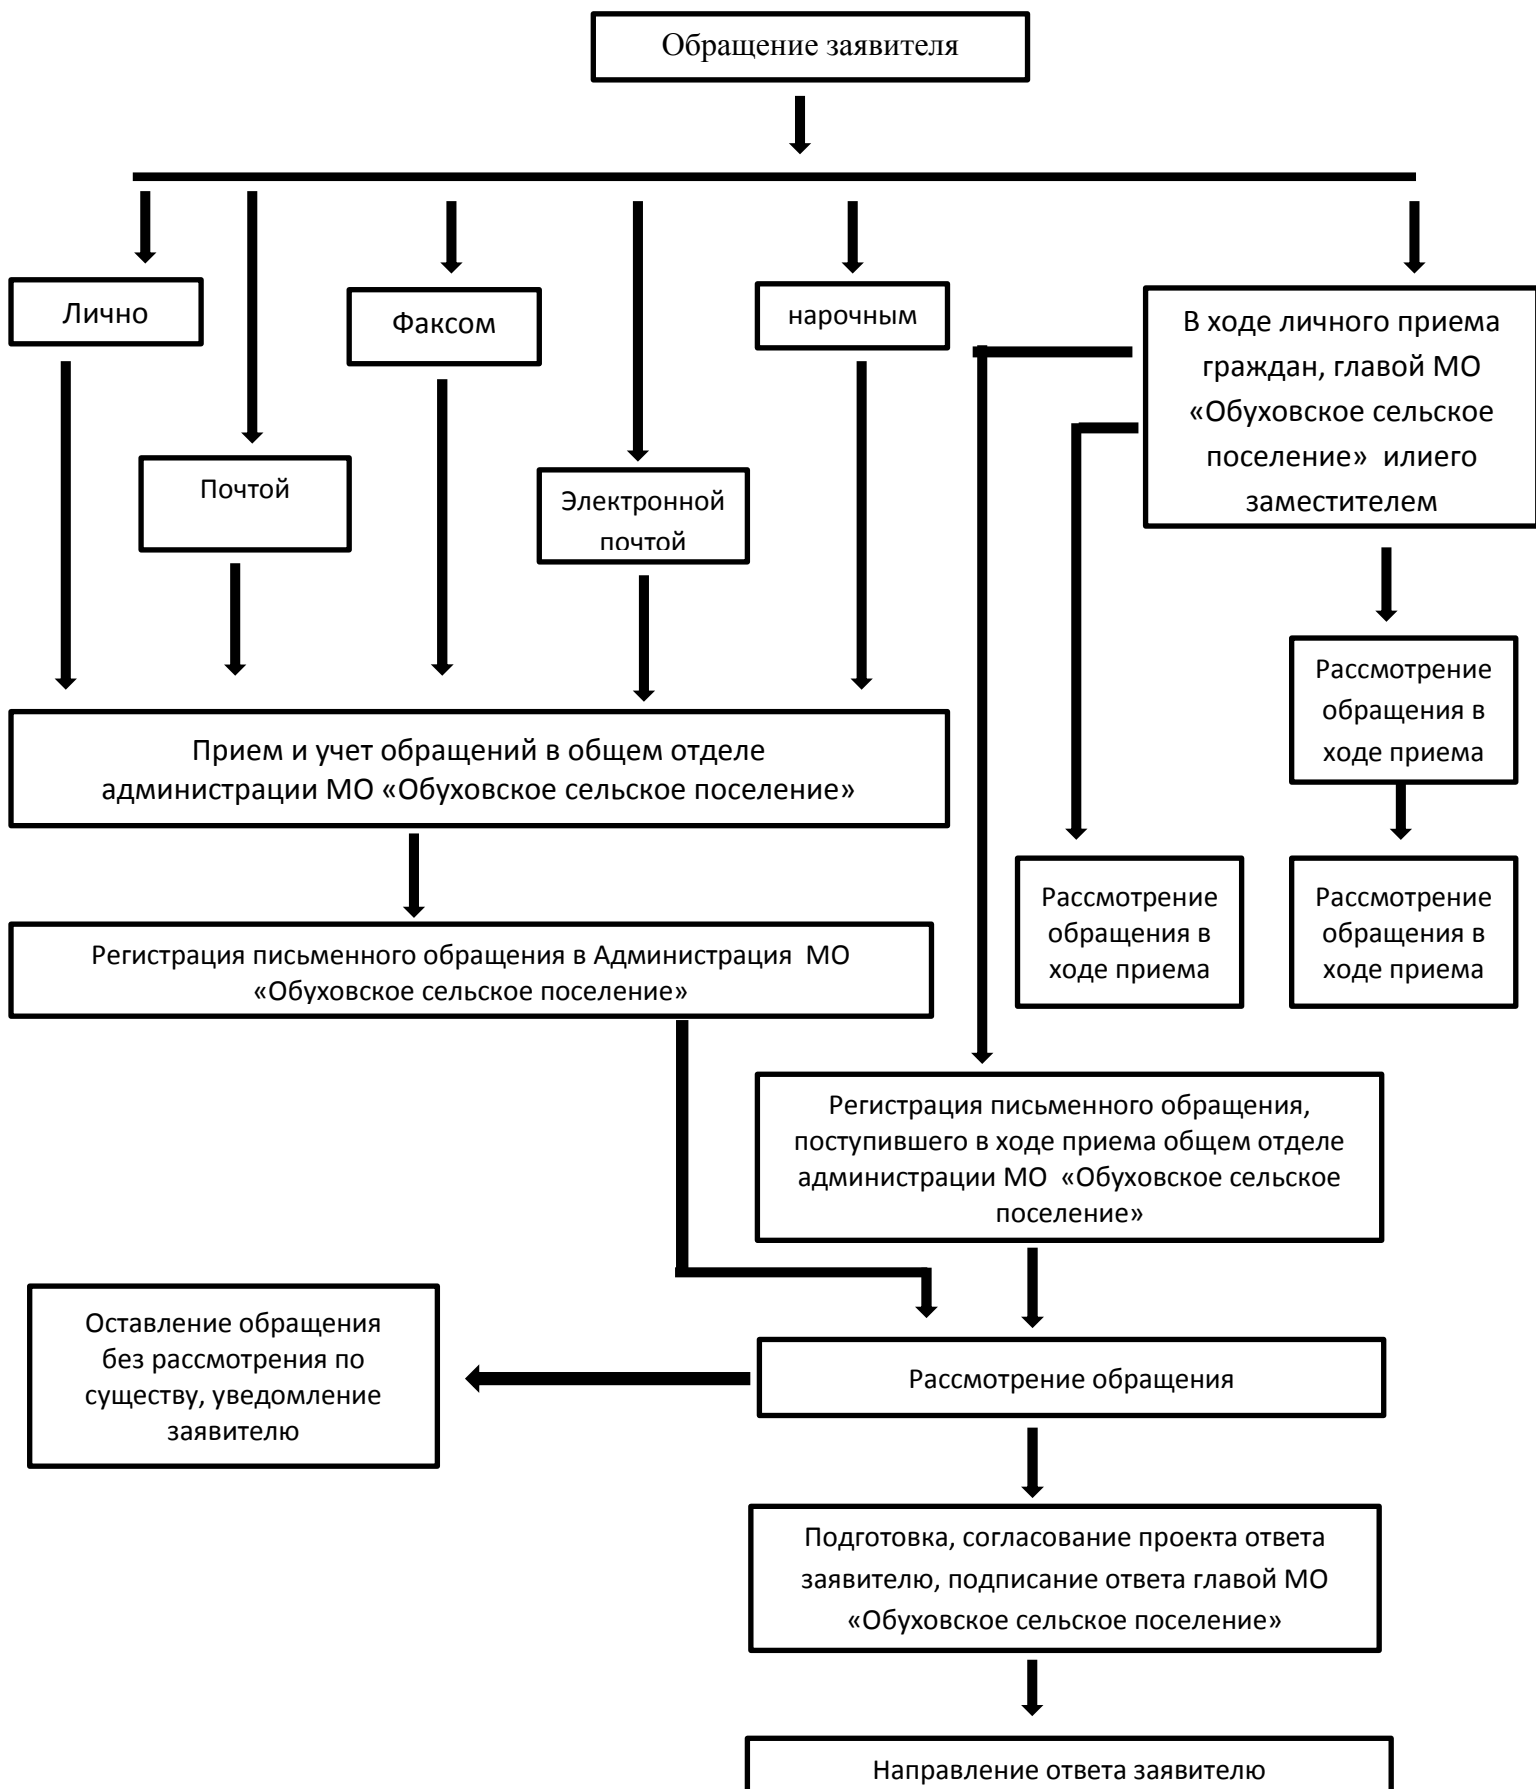 Обращение заявителя
Лично
Факсом
нарочным
В ходе личного приема
граждан, главой МО
«Обуховское сельское
поселение»  илиего
заместителем
Почтой
Электронной
почтой
Рассмотрение
обращения в
ходе приема
Прием и учет обращений в общем отделе
администрации МО «Обуховское сельское поселение»
Рассмотрение
обращения в
ходе приема
Рассмотрение
обращения в
ходе приема
Регистрация письменного обращения в Администрация  МО
«Обуховское сельское поселение»
Регистрация письменного обращения,
поступившего в ходе приема общем отделе
администрации МО  «Обуховское сельское
поселение»
Оставление обращения
без рассмотрения по
существу, уведомление
заявителю
Рассмотрение обращения
Подготовка, согласование проекта ответа
заявителю, подписание ответа главой МО
«Обуховское сельское поселение»
Направление ответа заявителю